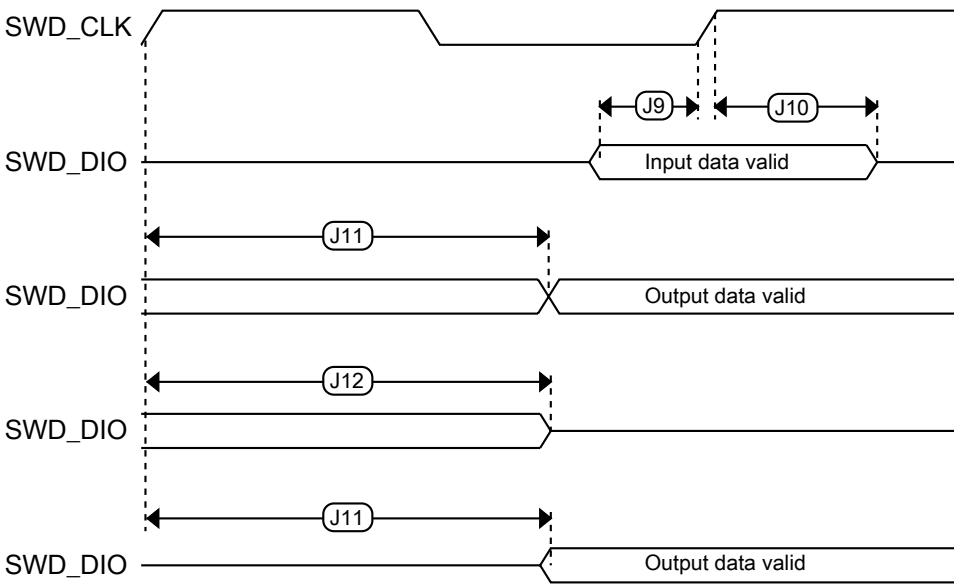 SWD_CLK
J9
J10
SWD_DIO
Input data valid
J11
SWD_DIO
Output data valid
J12
SWD_DIO
J11
SWD_DIO
Output data valid